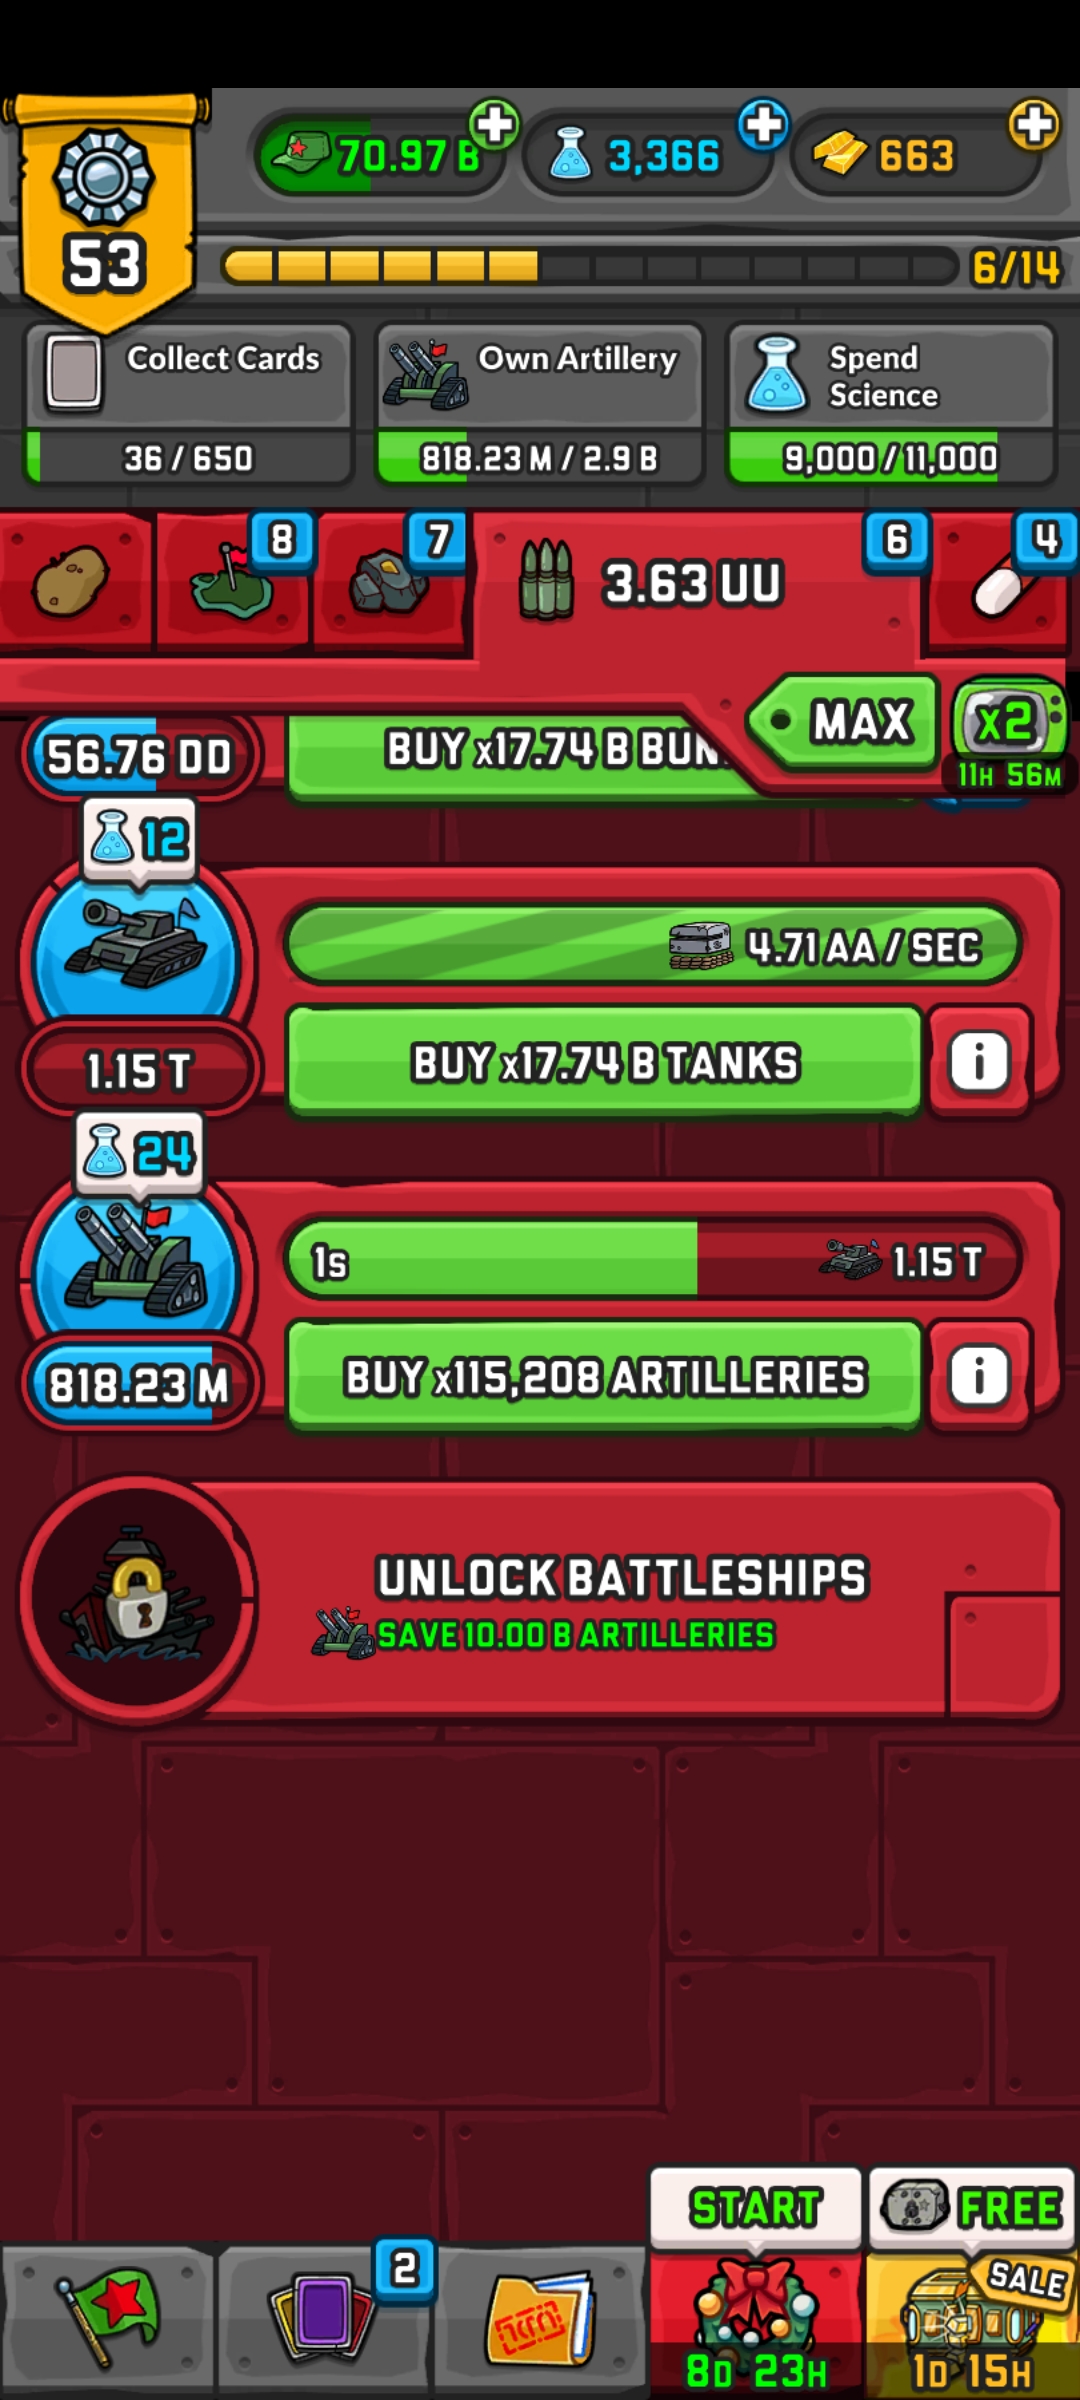 53
70.97 B
3,366
663
6/14
Collect Cards
36 / 650
Own Artillery
818.23 M / 2.9 B
Spend
Science
9,000 / 11,000
8
7
3.63 UU
6
4
MAX
x2
11H 56M
56.76 DD
BUY x17.74 B BUN
12
4.71 AA / SEC
1.15 T
BUY x17.74 B TANKS
i
24
1s
1.15 T
818.23 M
BUY x115,208 ARTILLERIES
i
UNLOCK BATTLESHIPS
SAVE 10.00 B ARTILLERIES
START
FREE
2
SALE
8D 23H
1D 15H